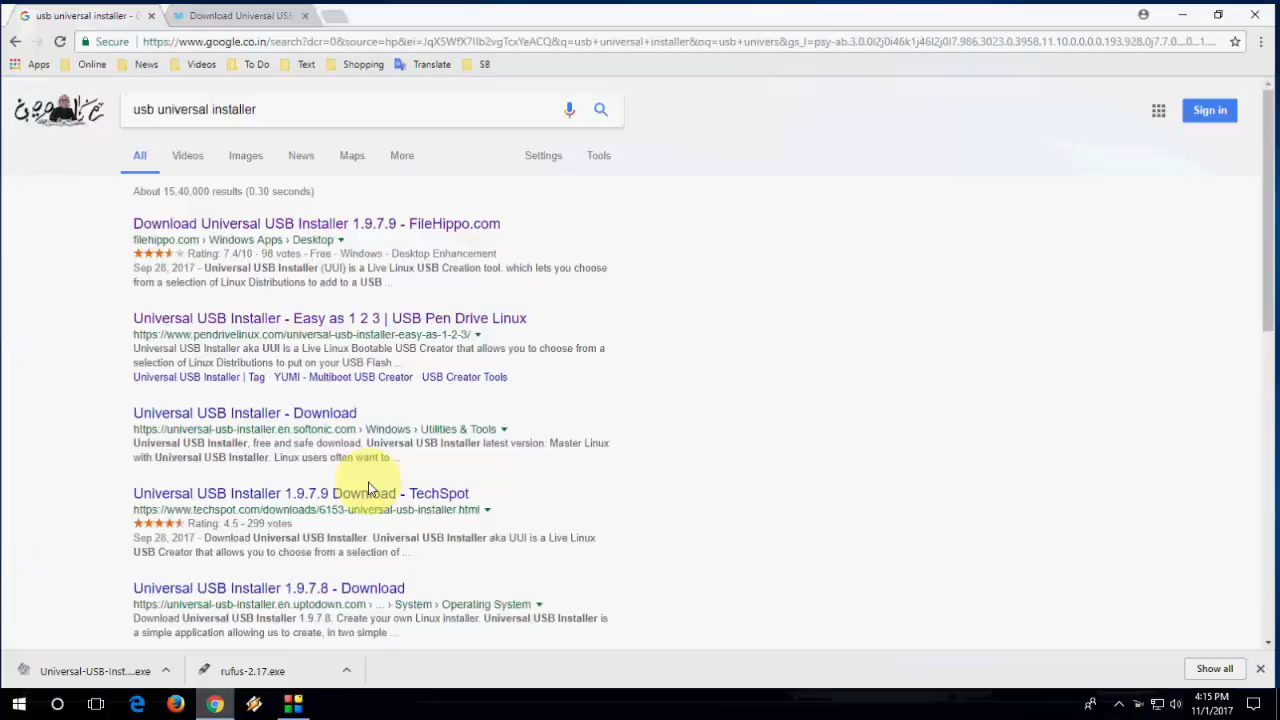 usb universal installer - G
Download Universal USB
Secure
https://www.google.co.in/search?dcr=0&source=hp&ei=JqX5WfX7Ilb2vgTcxYeACQ&q=usb+universal+installer&oq=usb+univers&gs_l=psy-ab.3.0.0l2j0i46k1j46l2j0l7.986.3023.0.3958.11.10.0.0.0.0.193.928.0j7.7.0....0...1....
Apps
Online
News
Videos
To Do
Text
Shopping
Translate
SB
usb universal installer
Sign in
All
Videos
Images
News
Maps
More
Settings
Tools
About 15,40,000 results (0.30 seconds)
Download Universal USB Installer 1.9.7.9 - FileHippo.com
filehippo.com › Windows Apps › Desktop
Rating: 7.4/10 - 98 votes - Free - Windows - Desktop Enhancement
Sep 28, 2017 - Universal USB Installer (UUI) is a Live Linux USB Creation tool, which lets you choose
from a selection of Linux Distributions to add to a USB ...
Universal USB Installer - Easy as 1 2 3 | USB Pen Drive Linux
https://www.pendrivelinux.com/universal-usb-installer-easy-as-1-2-3/
Universal USB Installer aka UUI is a Live Linux Bootable USB Creator that allows you to choose from a
selection of Linux Distributions to put on your USB Flash ...
Universal USB Installer | Tag · YUMI - Multiboot USB Creator · USB Creator Tools
Universal USB Installer - Download
https://universal-usb-installer.en.softonic.com › Windows › Utilities & Tools
Universal USB Installer, free and safe download. Universal USB Installer latest version: Master Linux
with Universal USB Installer. Linux users often want to ...
Universal USB Installer 1.9.7.9 Download - TechSpot
https://www.techspot.com/downloads/6153-universal-usb-installer.html
Rating: 4.5 - 299 votes
Sep 28, 2017 - Download Universal USB Installer. Universal USB Installer aka UUI is a Live Linux
USB Creator that allows you to choose from a selection of ...
Universal USB Installer 1.9.7.8 - Download
https://universal-usb-installer.en.uptodown.com › ... › System › Operating System
Download Universal USB Installer 1.9.7.8. Create your own Linux installer. Universal USB Installer is
a simple application allowing us to create, in two simple ...
Universal-USB-Inst....exe
rufus-2.17.exe
Show all
4:15 PM
11/1/2017